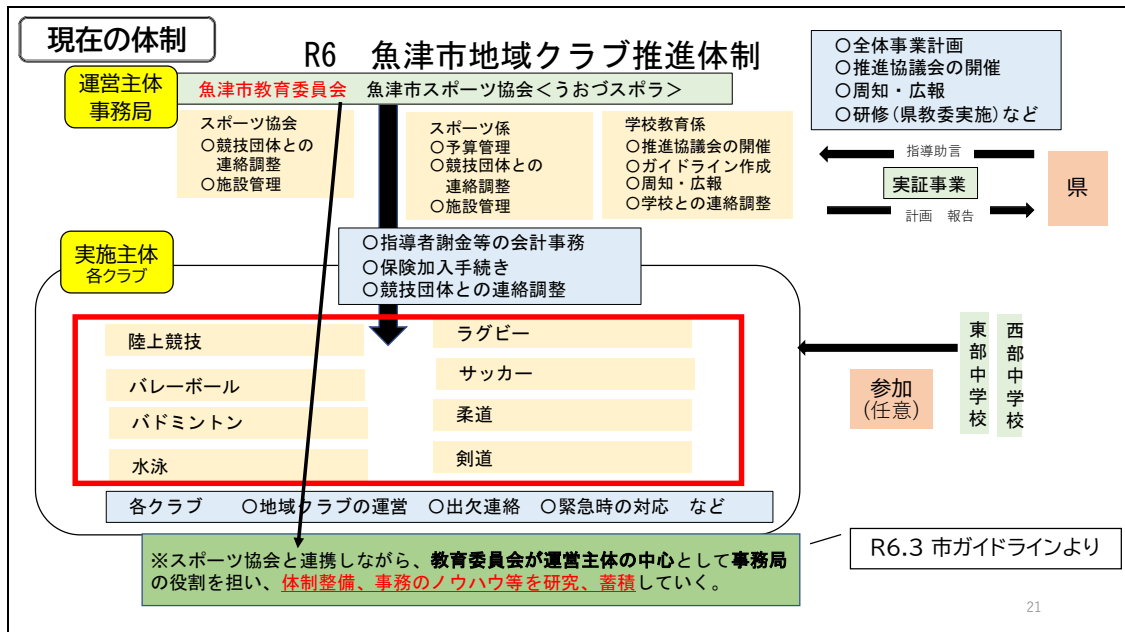 現在の体制
R6　魚津市地域クラブ推進体制
運営主体
事務局
魚津市教育委員会　魚津市スポーツ協会<うおづスポラ>
スポーツ協会
○競技団体との
連絡調整
○施設管理
スポーツ係
○予算管理
○競技団体との
連絡調整
○施設管理
学校教育係
○推進協議会の開催
○ガイドライン作成
○周知・広報
○学校との連絡調整
○全体事業計画
○推進協議会の開催
○周知・広報
○研修(県教委実施)など
指導助言
実証事業
計画　報告
県
○指導者謝金等の会計事務
○保険加入手続き
○競技団体との連絡調整
実施主体
各クラブ
陸上競技
バレーボール
バドミントン
水泳
ラグビー
サッカー
柔道
剣道
参加
(任意)
東部中学校
西部中学校
各クラブ　○地域クラブの運営　○出欠連絡　○緊急時の対応　など
※スポーツ協会と連携しながら、教育委員会が運営主体の中心として事務局
の役割を担い、体制整備、事務のノウハウ等を研究、蓄積していく。
R6.3 市ガイドラインより
21